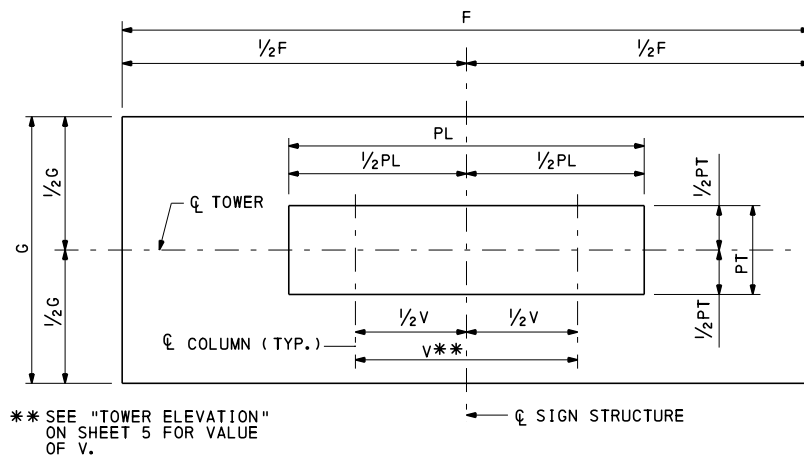 F
½F
½F
PL
½PL
½PL
½G
½PT
℄ TOWER
G
PT
½G
½PT
½V
½V
℄ COLUMN (TYP.)
V**
℄ SIGN STRUCTURE
** SEE "TOWER ELEVATION"
ON SHEET 5 FOR VALUE
OF V.